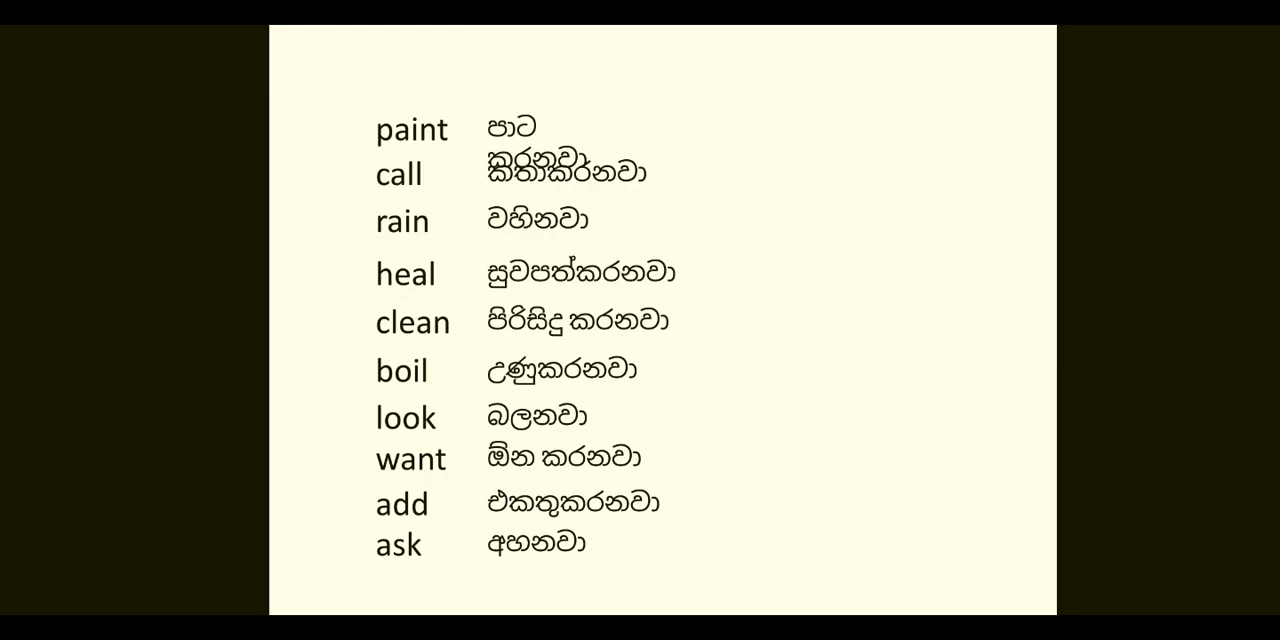 paint පාට
කරනවා
call කතාකරනවා
rain වහිනවා
heal සුවපත්කරනවා
clean පිරිසිදු කරනවා
boil උණුකරනවා
look බලනවා
want ඕන කරනවා
add එකතුකරනවා
ask අහනවා